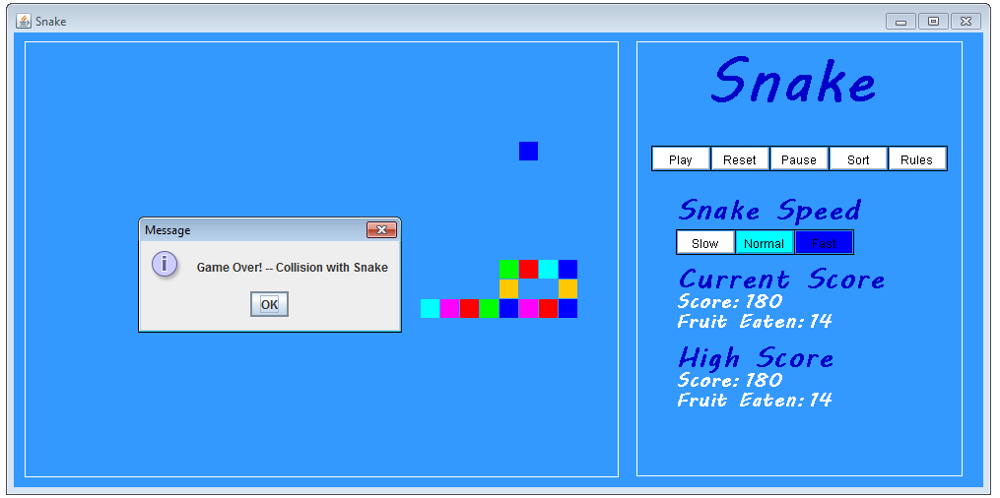 Snake
Snake
Play Reset Pause Sort Rules
Message
Game Over! -- Collision with Snake
OK
Snake Speed
Slow Normal Fast
Current Score
Score: 180
Fruit Eaten: 14
High Score
Score: 180
Fruit Eaten: 14